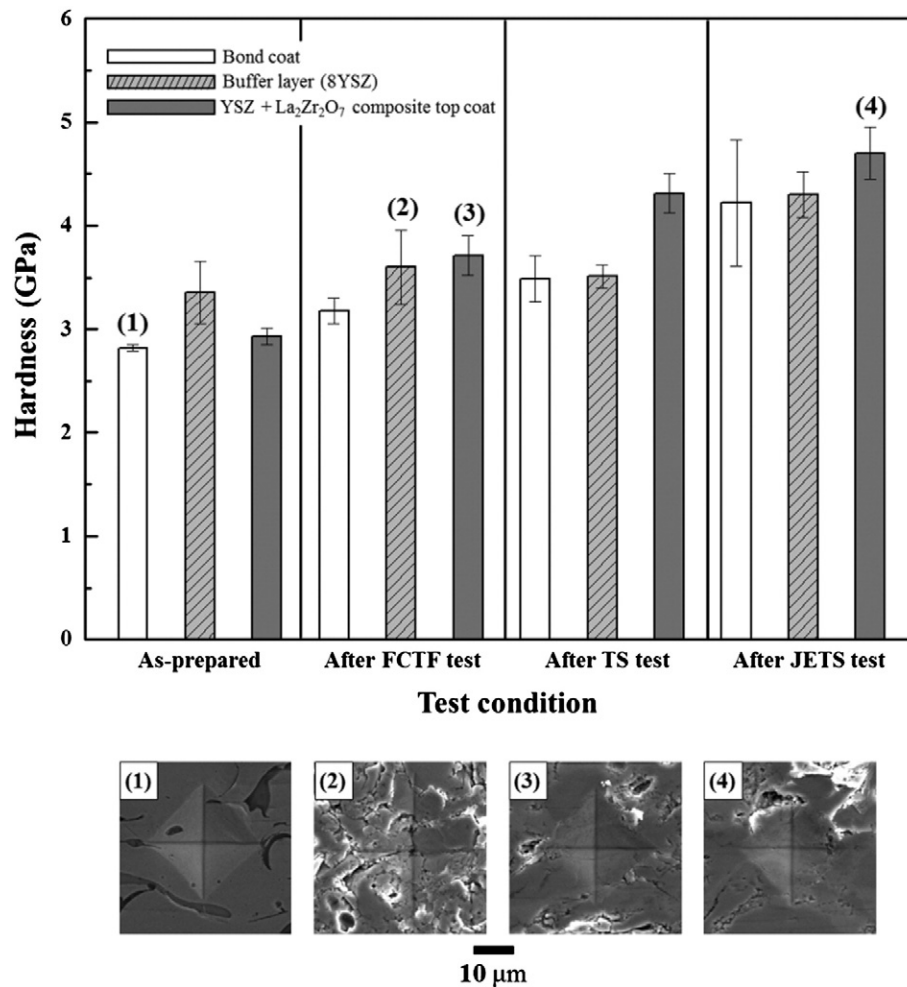 6
5
4
3
2
1
0
Hardness (GPa)
Bond coat
Buffer layer (8YSZ)
YSZ + La₂Zr₂O₇ composite top coat
(1)
(2)
(3)
(4)
As-prepared
After FCTF test
After TS test
After JETS test
Test condition
(1)
(2)
(3)
(4)
10 μm